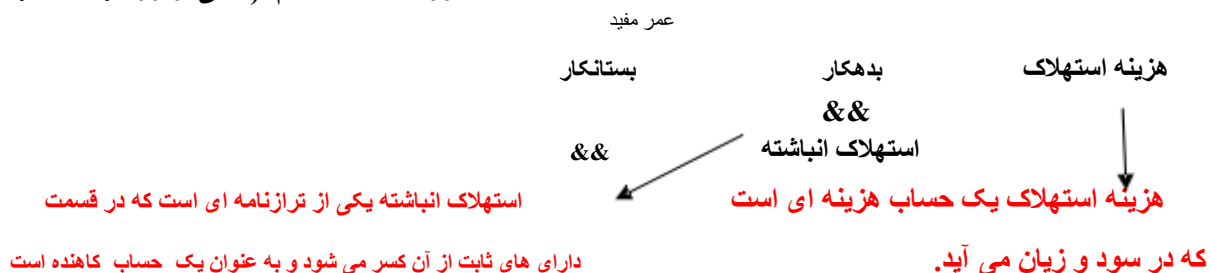 عمر مفید
هزینه استهلاک بدهکار بستانکار
&&
استهلاک انباشته &&
هزینه استهلاک یک حساب هزینه ای است استهلاک انباشته یکی از ترازنامه ای است که در قسمت
که در سود و زیان می آید. دارای های ثابت از آن کسر می شود و به عنوان یک حساب کاهنده است